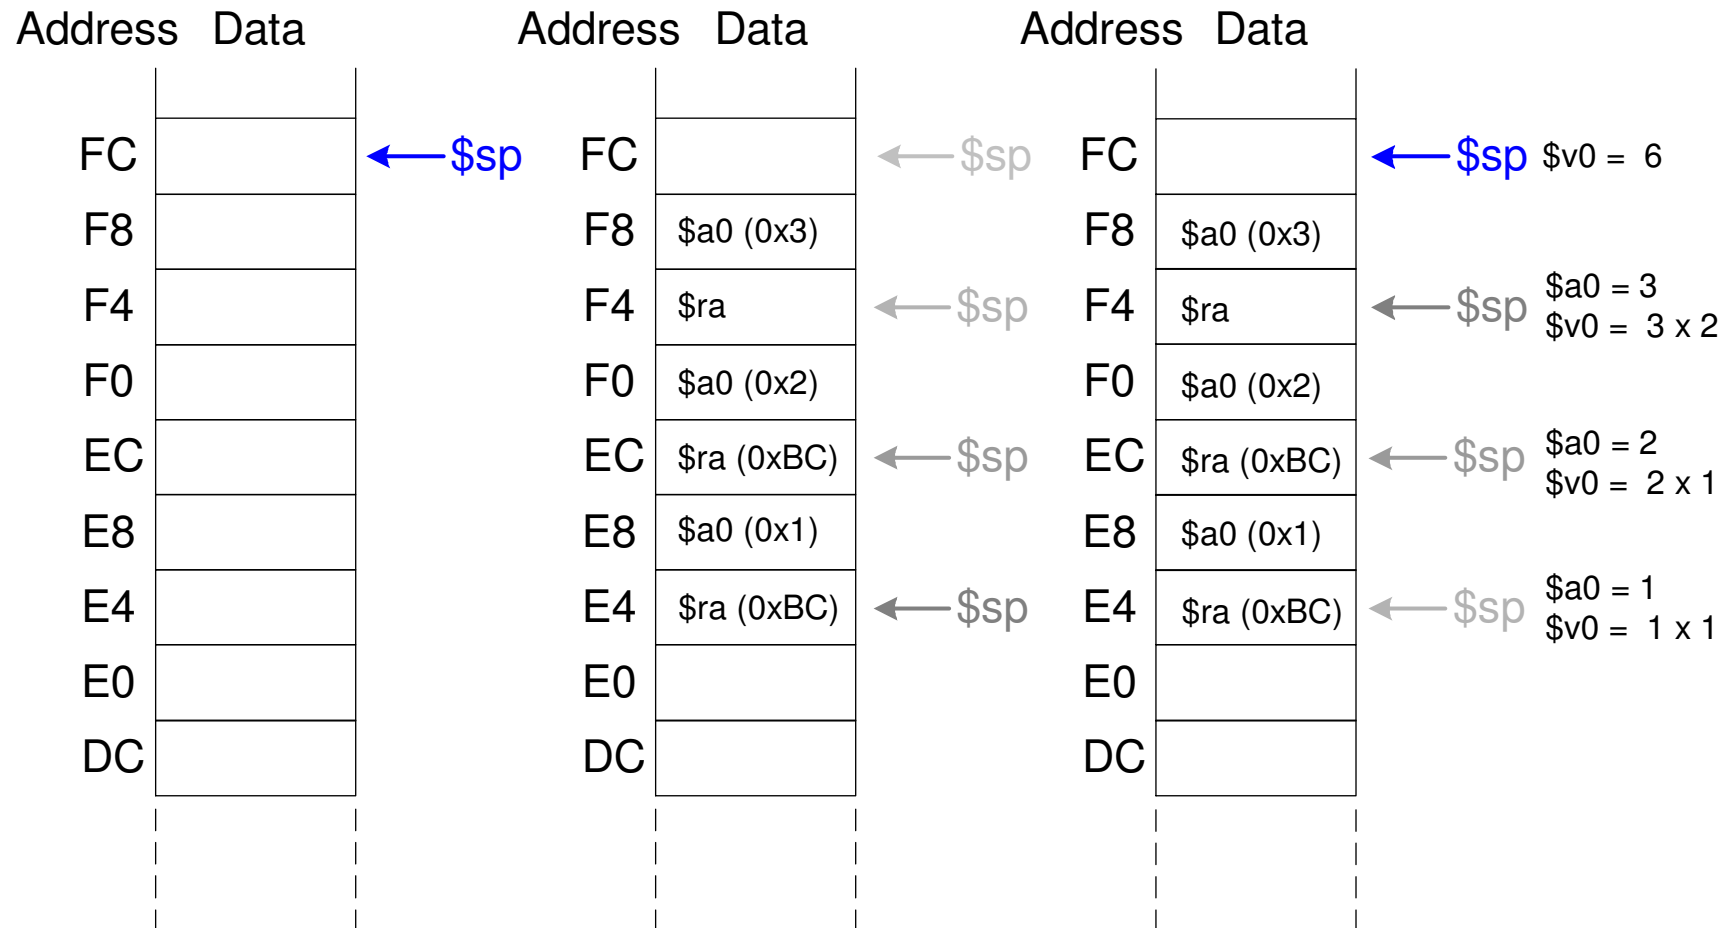 Address Data Address Data Address Data
FC $sp FC $sp FC $sp $v0 = 6
F8 F8 $a0 (0x3) F8 $a0 (0x3)
F4 F4 $ra $sp F4 $ra $sp $a0 = 3
$v0 = 3 x 2
F0 F0 $a0 (0x2) F0 $a0 (0x2)
EC EC $ra (0xBC) $sp EC $ra (0xBC) $sp $a0 = 2
$v0 = 2 x 1
E8 E8 $a0 (0x1) E8 $a0 (0x1)
E4 E4 $ra (0xBC) $sp E4 $ra (0xBC) $sp $a0 = 1
$v0 = 1 x 1
E0 E0 E0
DC DC DC